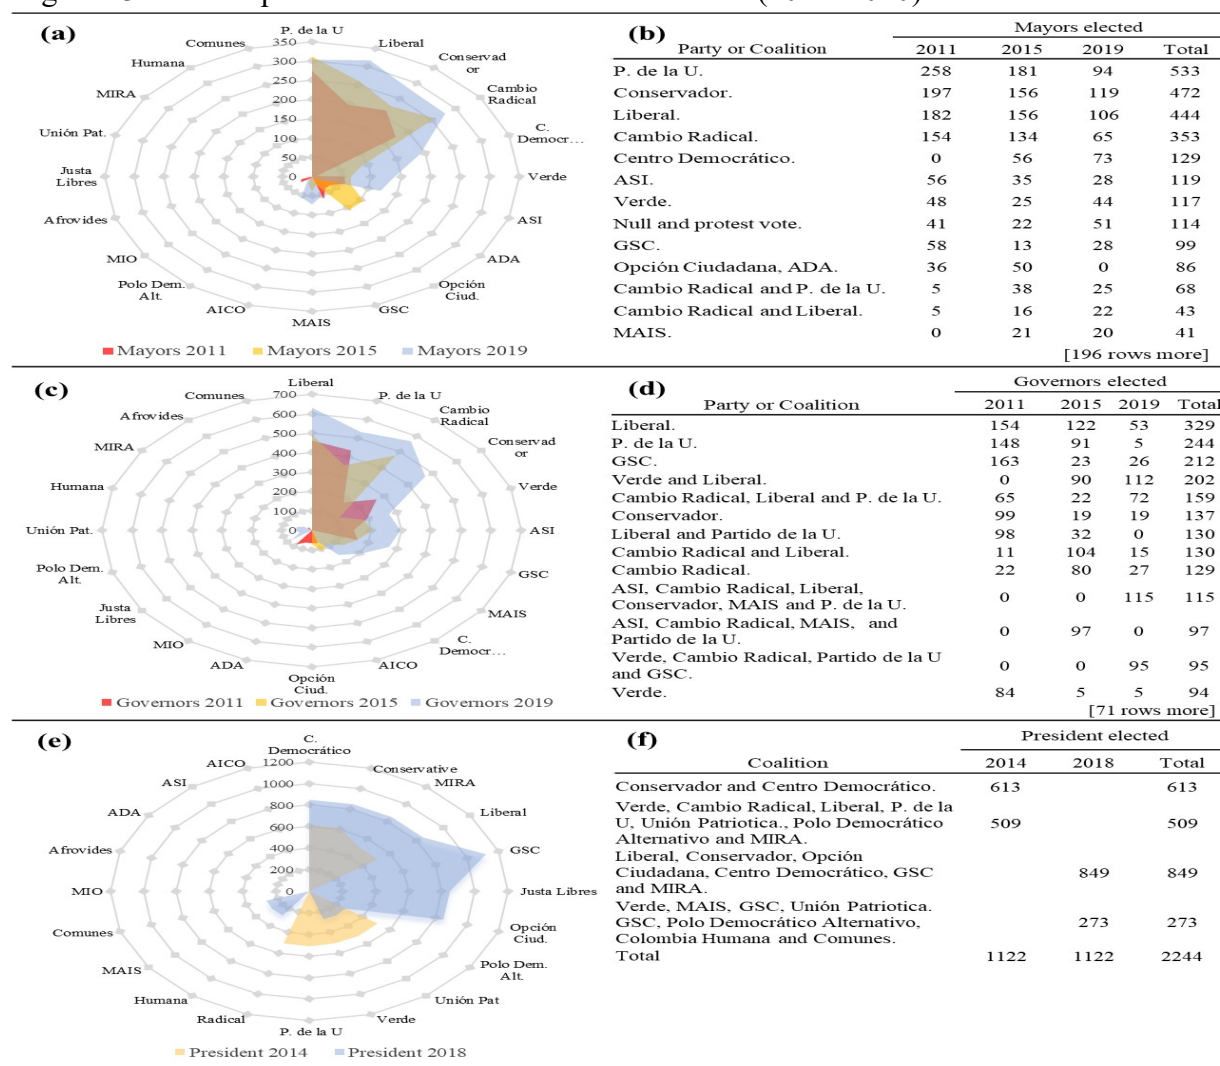 (a)
P. de la U
Liberal
Conservad
or
Cambio
Radical
C.
Democr...
Verde
ASI
ADA
Opción
Ciud.
GSC
MAIS
AICO
Polo Dem.
Alt.
MIO
Afrovides
Justa
Libres
Unión Pat.
MIRA
Humana
Comunes
350
300
250
200
150
100
50
0
Mayors 2011 Mayors 2015 Mayors 2019
(b)
Mayors elected
Party or Coalition 2011 2015 2019 Total
P. de la U. 258 181 94 533
Conservador. 197 156 119 472
Liberal. 182 156 106 444
Cambio Radical. 154 134 65 353
Centro Democrático. 0 56 73 129
ASI. 56 35 28 119
Verde. 48 25 44 117
Null and protest vote. 41 22 51 114
GSC. 58 13 28 99
Opción Ciudadana, ADA. 36 50 0 86
Cambio Radical and P. de la U. 5 38 25 68
Cambio Radical and Liberal. 5 16 22 43
MAIS. 0 21 20 41
[196 rows more]
(c)
Liberal
P. de la U
Cambio
Radical
Conservad
or
Verde
ASI
GSC
MAIS
C.
Democr...
AICO
Opción
Ciud.
ADA
MIO
Justa
Libres
Polo Dem.
Alt.
Unión Pat.
Humana
MIRA
Afrovides
Comunes
700
600
500
400
300
200
100
0
Governors 2011 Governors 2015 Governors 2019
(d)
Governors elected
Party or Coalition 2011 2015 2019 Total
Liberal. 154 122 53 329
P. de la U. 148 91 5 244
GSC. 163 23 26 212
Verde and Liberal. 0 90 112 202
Cambio Radical, Liberal and P. de la U. 65 22 72 159
Conservador. 99 19 19 137
Liberal and Partido de la U. 98 32 0 130
Cambio Radical and Liberal. 11 104 15 130
Cambio Radical. 22 80 27 129
ASI, Cambio Radical, Liberal,
Conservador, MAIS and P. de la U. 0 0 115 115
ASI, Cambio Radical, MAIS, and
Partido de la U. 0 97 0 97
Verde, Cambio Radical, Partido de la U
and GSC. 0 0 95 95
Verde. 84 5 5 94
[71 rows more]
(e)
C.
Democrático
Conservative
MIRA
Liberal
GSC
Justa Libres
Opción
Ciud.
Polo Dem.
Alt.
Unión Pat
Verde
P. de la U
Radical
Humana
MAIS
Comunes
MIO
Afrovides
ADA
ASI
AICO
1200
1000
800
600
400
200
0
President 2014 President 2018
(f)
President elected
Coalition 2014 2018 Total
Conservador and Centro Democrático. 613 613
Verde, Cambio Radical, Liberal, P. de la
U, Unión Patriotica., Polo Democrático 509 509
Alternativo and MIRA.
Liberal, Conservador, Opción
Ciudadana, Centro Democrático, GSC 849 849
and MIRA.
Verde, MAIS, GSC, Unión Patriotica.
GSC, Polo Democrático Alternativo, 273 273
Colombia Humana and Comunes.
Total 1122 1122 2244